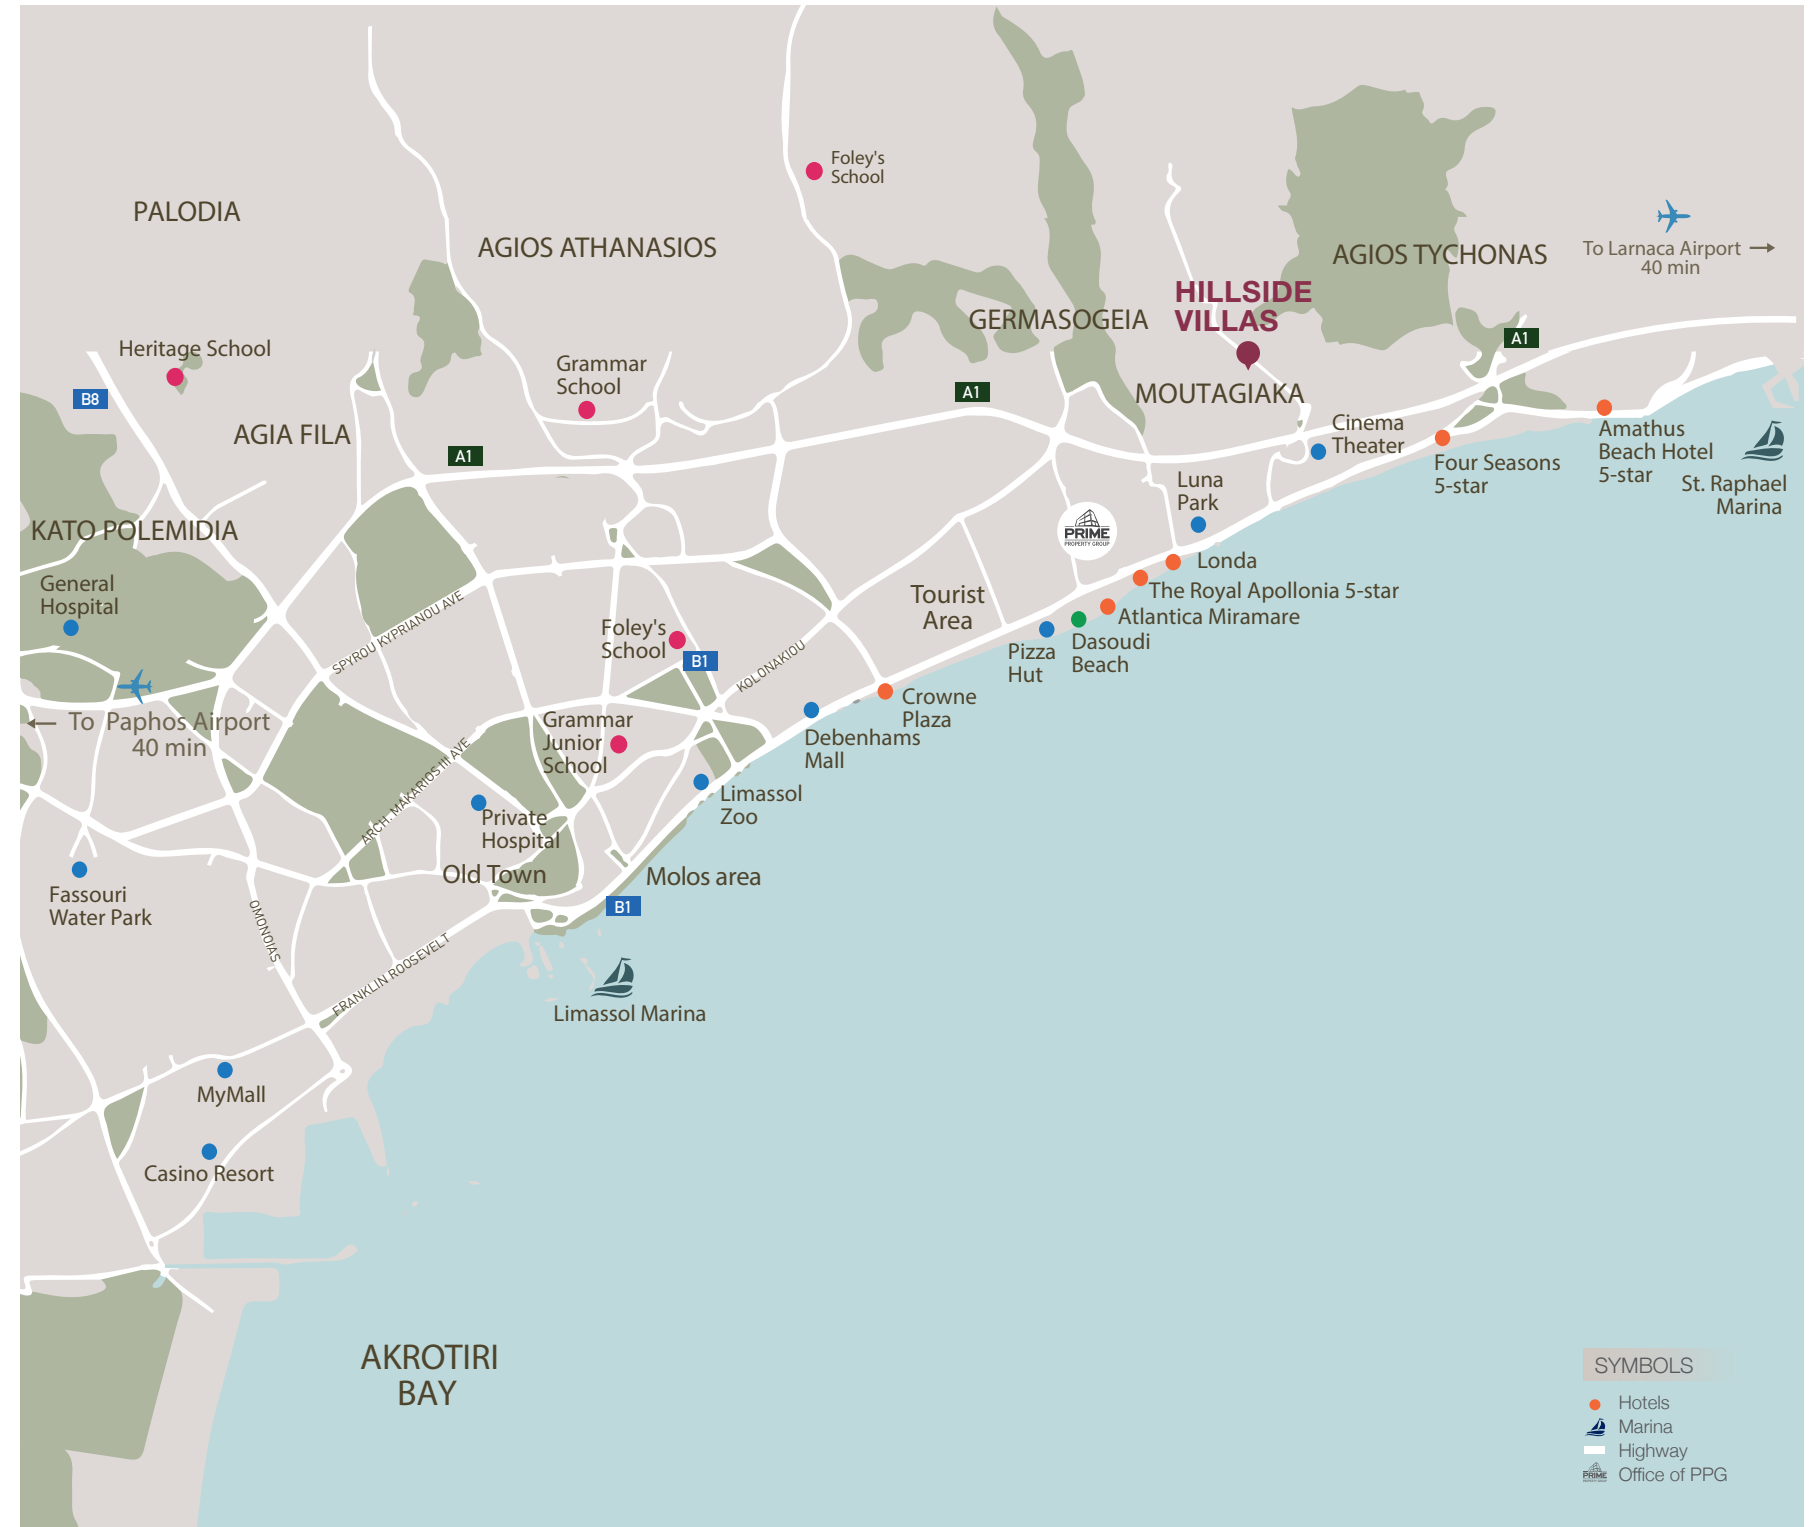 Foley's
School
PALODIA
AGIOS ATHANASIOS
AGIOS TYCHONAS
To Larnaca Airport
40 min
HILLSIDE
VILLAS
GERMASOGEIA
A1
Heritage School
Grammar
School
B8
A1
MOUTAGIAKA
AGIA FILA
A1
Cinema
Theater
Amathus
Beach Hotel
5-star
Four Seasons
5-star
St. Raphael
Marina
Luna
Park
KATO POLEMIDIA
PRIME
PROPERTY GROUP
Londa
General
Hospital
SPYROU KYPRIANOU AVE
The Royal Apollonia 5-star
Tourist
Area
Atlantica Miramare
Foley's
School
B1
KOLONAKIOU
Pizza
Hut
Dasoudi
Beach
Crowne
Plaza
To Paphos Airport
40 min
Grammar
Junior
School
Debenhams
Mall
ARCH. MAKARIOS III AVE
Limassol
Zoo
Private
Hospital
Old Town
Molos area
Fassouri
Water Park
B1
OMONOIAS
FRANKLIN ROOSEVELT
Limassol Marina
MyMall
Casino Resort
AKROTIRI
BAY
SYMBOLS
Hotels
Marina
Highway
PRIME
Office of PPG